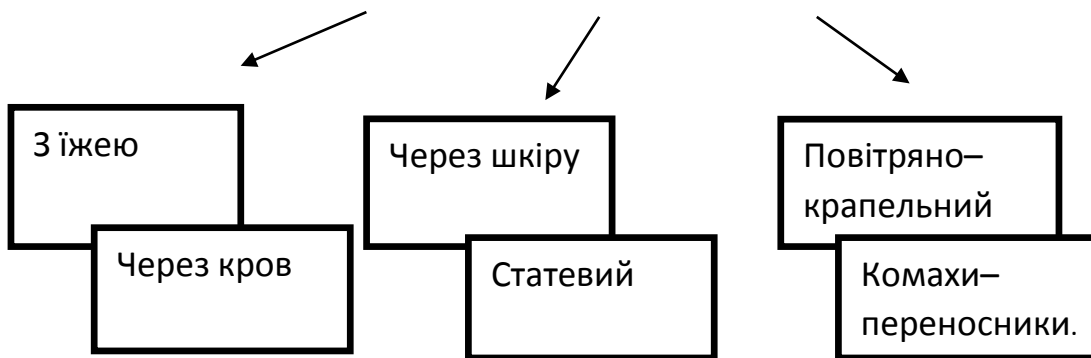 З їжею
Через кров
Через шкіру
Статевий
Повітряно–
крапельний
Комахи–
переносники.